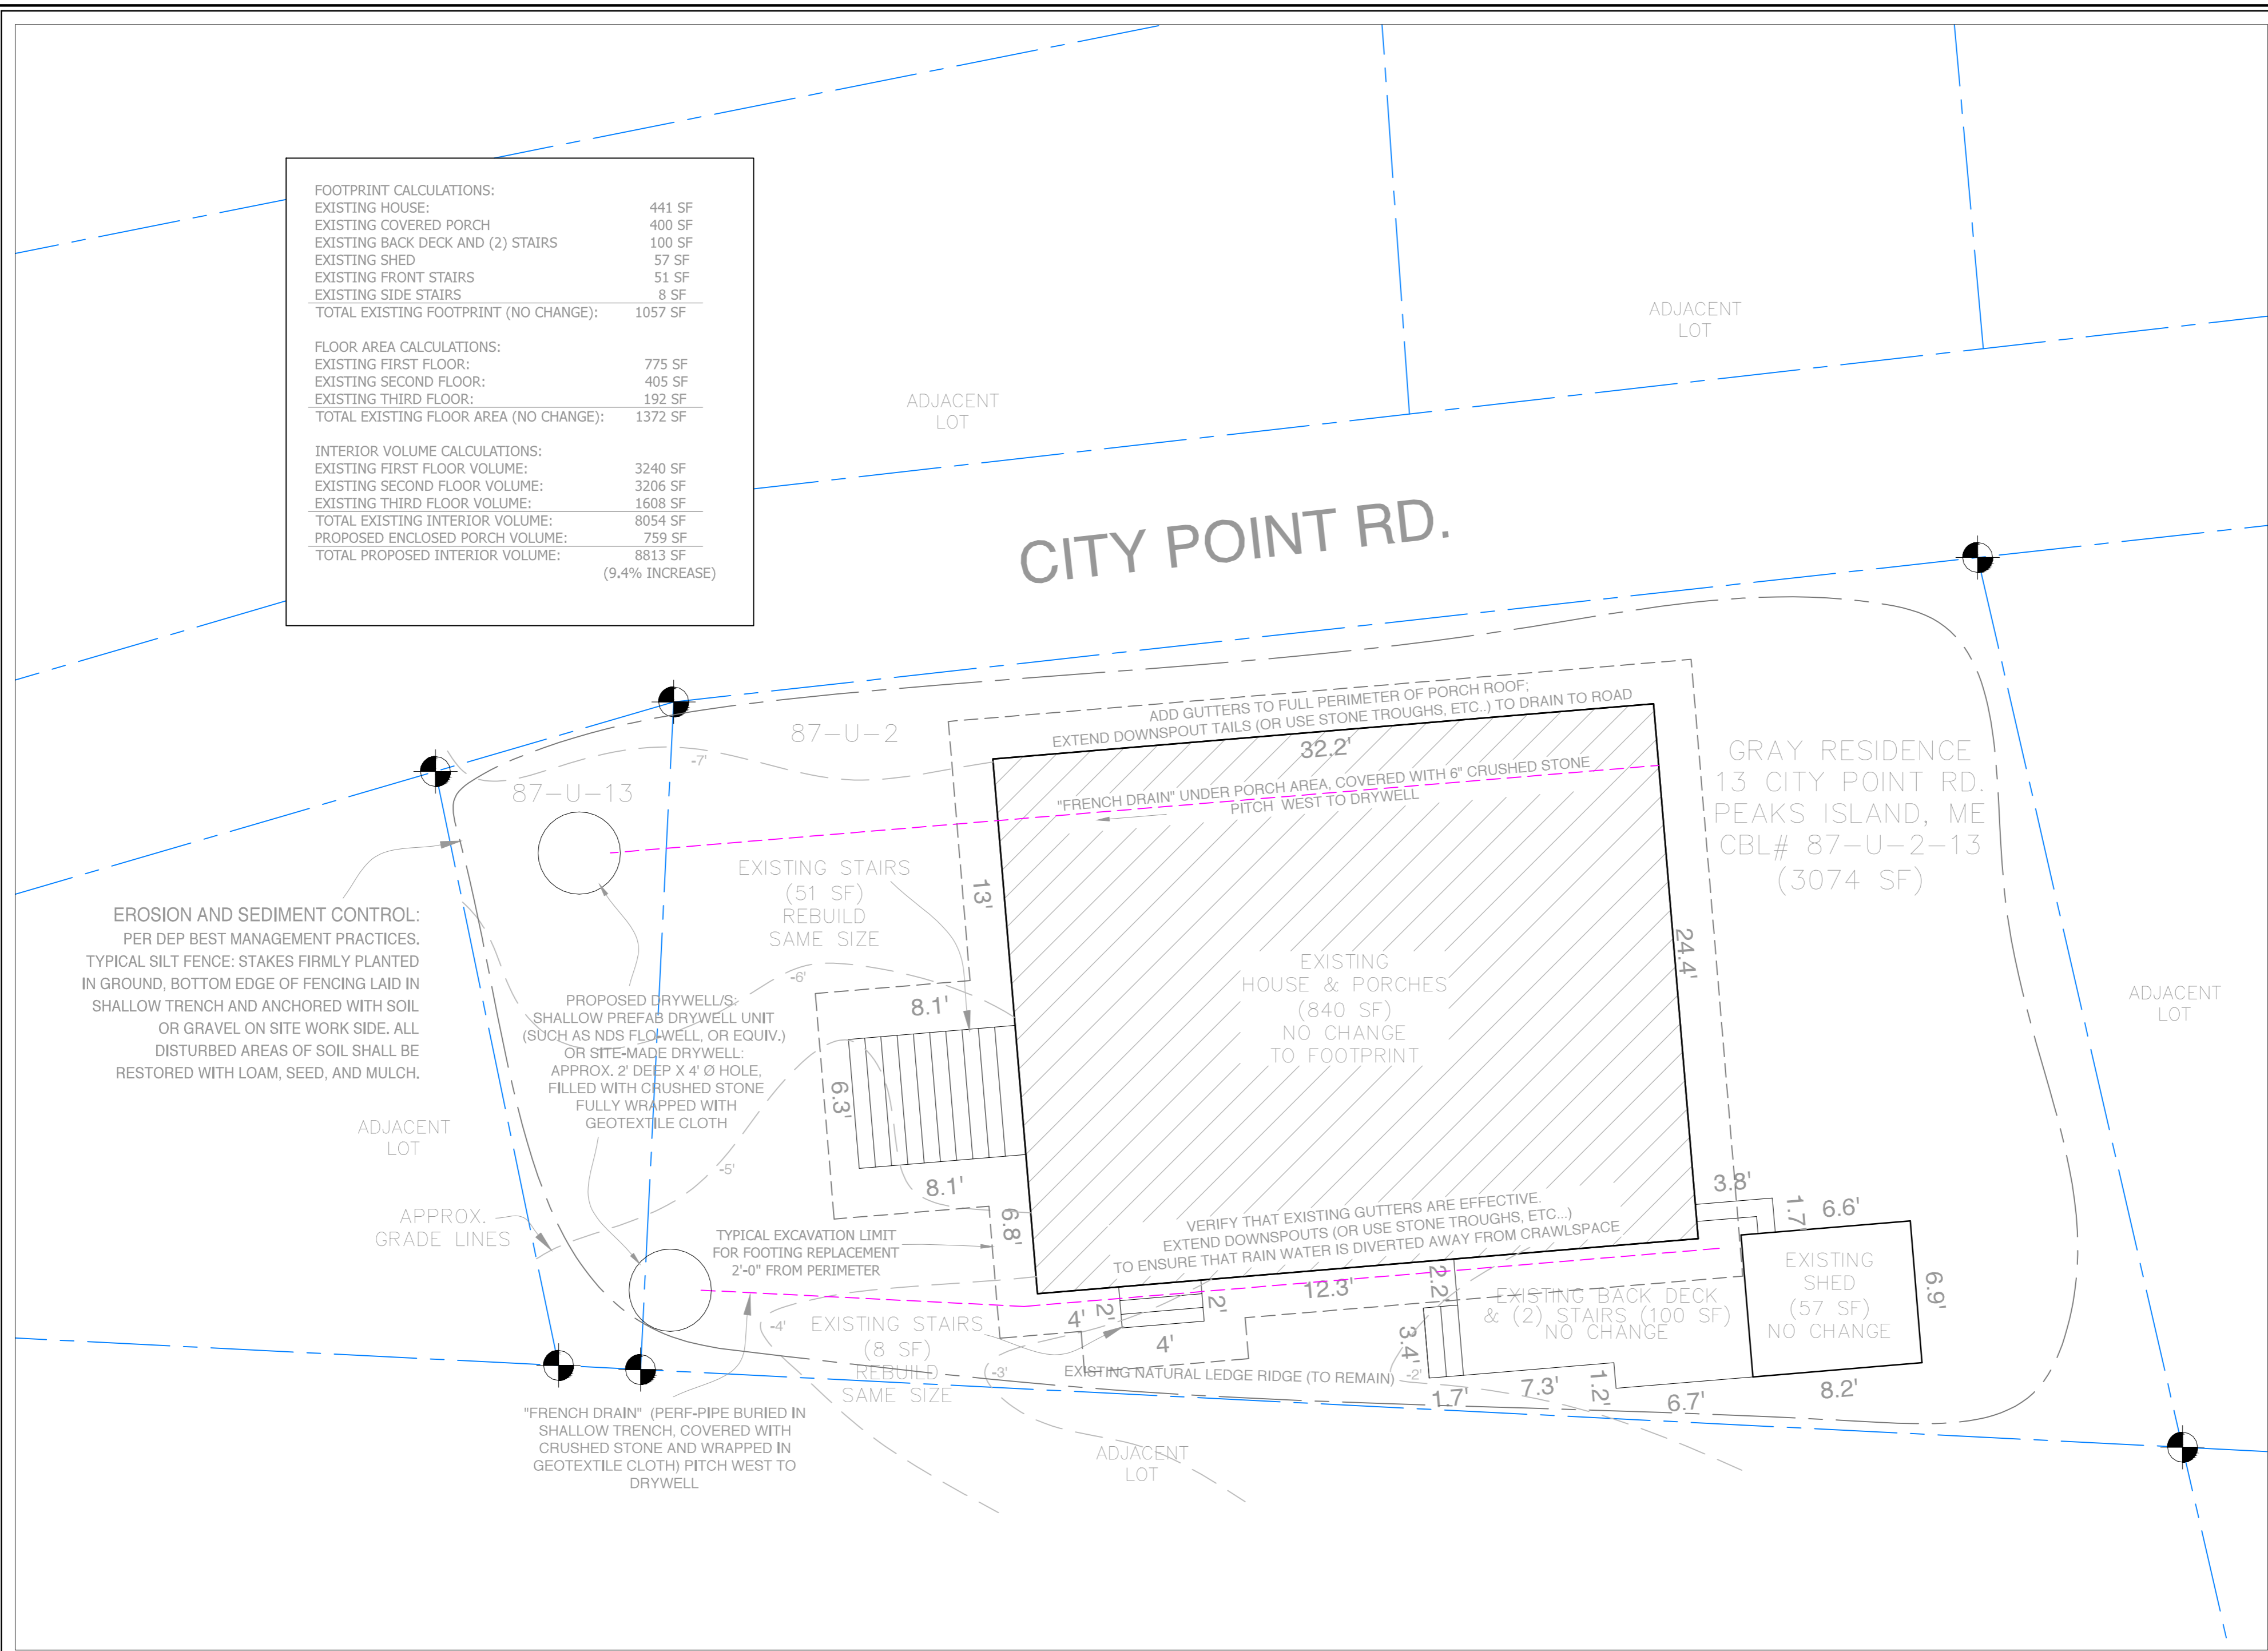 FOOTPRINT CALCULATIONS:
EXISTING HOUSE: 441 SF
EXISTING COVERED PORCH 400 SF
EXISTING BACK DECK AND (2) STAIRS 100 SF
EXISTING SHED 57 SF
EXISTING FRONT STAIRS 51 SF
EXISTING SIDE STAIRS 8 SF
TOTAL EXISTING FOOTPRINT (NO CHANGE): 1057 SF
FLOOR AREA CALCULATIONS:
EXISTING FIRST FLOOR: 775 SF
EXISTING SECOND FLOOR: 405 SF
EXISTING THIRD FLOOR: 192 SF
TOTAL EXISTING FLOOR AREA (NO CHANGE): 1372 SF
INTERIOR VOLUME CALCULATIONS:
EXISTING FIRST FLOOR VOLUME: 3240 SF
EXISTING SECOND FLOOR VOLUME: 3206 SF
EXISTING THIRD FLOOR VOLUME: 1608 SF
TOTAL EXISTING INTERIOR VOLUME: 8054 SF
PROPOSED ENCLOSED PORCH VOLUME: 759 SF
TOTAL PROPOSED INTERIOR VOLUME: 8813 SF
(9.4% INCREASE)
ADJACENT
LOT
ADJACENT
LOT
CITY POINT RD.
87-U-2
-7'
87-U-13
ADD GUTTERS TO FULL PERIMETER OF PORCH ROOF;
EXTEND DOWNSPOUT TAILS (OR USE STONE TROUGHS, ETC..) TO DRAIN TO ROAD
32.2'
"FRENCH DRAIN" UNDER PORCH AREA, COVERED WITH 6" CRUSHED STONE
PITCH WEST TO DRYWELL
GRAY RESIDENCE
13 CITY POINT RD.
PEAKS ISLAND, ME
CBL# 87-U-2-13
(3074 SF)
EXISTING STAIRS
(51 SF)
REBUILD
SAME SIZE
13'
24.4'
EROSION AND SEDIMENT CONTROL:
PER DEP BEST MANAGEMENT PRACTICES.
TYPICAL SILT FENCE: STAKES FIRMLY PLANTED
IN GROUND, BOTTOM EDGE OF FENCING LAID IN
SHALLOW TRENCH AND ANCHORED WITH SOIL
OR GRAVEL ON SITE WORK SIDE. ALL
DISTURBED AREAS OF SOIL SHALL BE
RESTORED WITH LOAM, SEED, AND MULCH.
-6'
PROPOSED DRYWELL/S:
SHALLOW PREFAB DRYWELL UNIT
(SUCH AS NDS FLO-WELL, OR EQUIV.)
OR SITE-MADE DRYWELL:
APPROX. 2' DEEP X 4' Ø HOLE,
FILLED WITH CRUSHED STONE
FULLY WRAPPED WITH
GEOTEXTILE CLOTH
8.1'
6.3'
8.1'
-5'
EXISTING
HOUSE & PORCHES
(840 SF)
NO CHANGE
TO FOOTPRINT
ADJACENT
LOT
ADJACENT
LOT
APPROX.
GRADE LINES
TYPICAL EXCAVATION LIMIT
FOR FOOTING REPLACEMENT
2'-0" FROM PERIMETER
6.8'
VERIFY THAT EXISTING GUTTERS ARE EFFECTIVE.
EXTEND DOWNSPOUTS (OR USE STONE TROUGHS, ETC...)
TO ENSURE THAT RAIN WATER IS DIVERTED AWAY FROM CRAWLSPACE
3.8'
1.7'
6.6'
EXISTING
SHED
(57 SF)
NO CHANGE
6.9'
8.2'
-4'
EXISTING STAIRS
(8 SF)
REBUILD
SAME SIZE
4'
2'
2'
4'
12.3'
2.2'
EXISTING BACK DECK
& (2) STAIRS (100 SF)
NO CHANGE
3.4'
-3'
EXISTING NATURAL LEDGE RIDGE (TO REMAIN)
-2'
1.7'
7.3'
1.2'
6.7'
"FRENCH DRAIN" (PERF-PIPE BURIED IN
SHALLOW TRENCH, COVERED WITH
CRUSHED STONE AND WRAPPED IN
GEOTEXTILE CLOTH) PITCH WEST TO
DRYWELL
ADJACENT
LOT